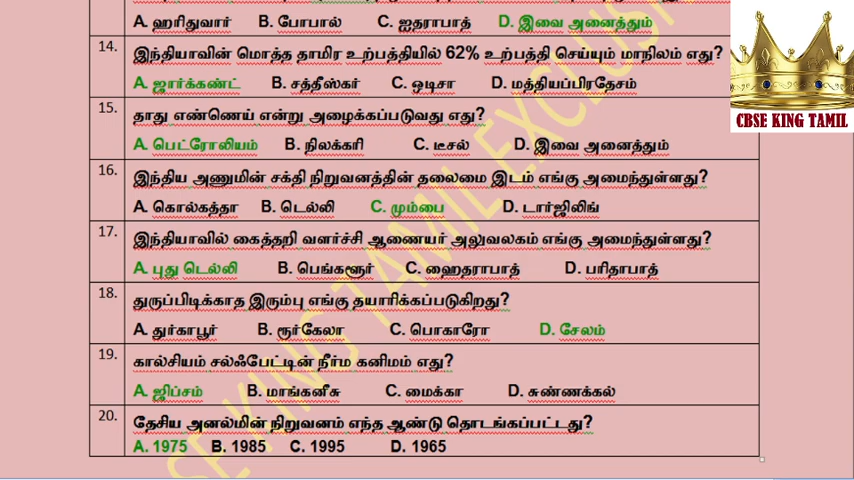 A. ஹரிதுவார் B. போபால் C. ஐதராபாத் D. இவை அனைத்தும்
14. இந்தியாவின் மொத்த தாமிர உற்பத்தியில் 62% உற்பத்தி செய்யும் மாநிலம் எது?
A. ஜார்க்கண்ட் B. சத்தீஸ்கர் C. ஒடிசா D. மத்தியப்பிரதேசம்
15. தாது எண்ணெய் என்று அழைக்கப்படுவது எது?
A. பெட்ரோலியம் B. நிலக்கரி C. டீசல் D. இவை அனைத்தும்
16. இந்திய அணுமின் சக்தி நிறுவனத்தின் தலைமை இடம் எங்கு அமைந்துள்ளது?
A. கொல்கத்தா B. டெல்லி C. மும்பை D. டார்ஜிலிங்
17. இந்தியாவில் கைத்தறி வளர்ச்சி ஆணையர் அலுவலகம் எங்கு அமைந்துள்ளது?
A. புது டெல்லி B. பெங்களூர் C. ஹைதராபாத் D. பரிதாபாத்
18. துருப்பிடிக்காத இரும்பு எங்கு தயாரிக்கப்படுகிறது?
A. துர்காபூர் B. ரூர்கேலா C. பொகாரோ D. சேலம்
19. கால்சியம் சல்ஃபேட்டின் நீர்ம கனிமம் எது?
A. ஜிப்சம் B. மாங்கனீசு C. மைக்கா D. சுண்ணக்கல்
20. தேசிய அனல்மின் நிறுவனம் எந்த ஆண்டு தொடங்கப்பட்டது?
A. 1975 B. 1985 C. 1995 D. 1965
CBSE KING TAMIL